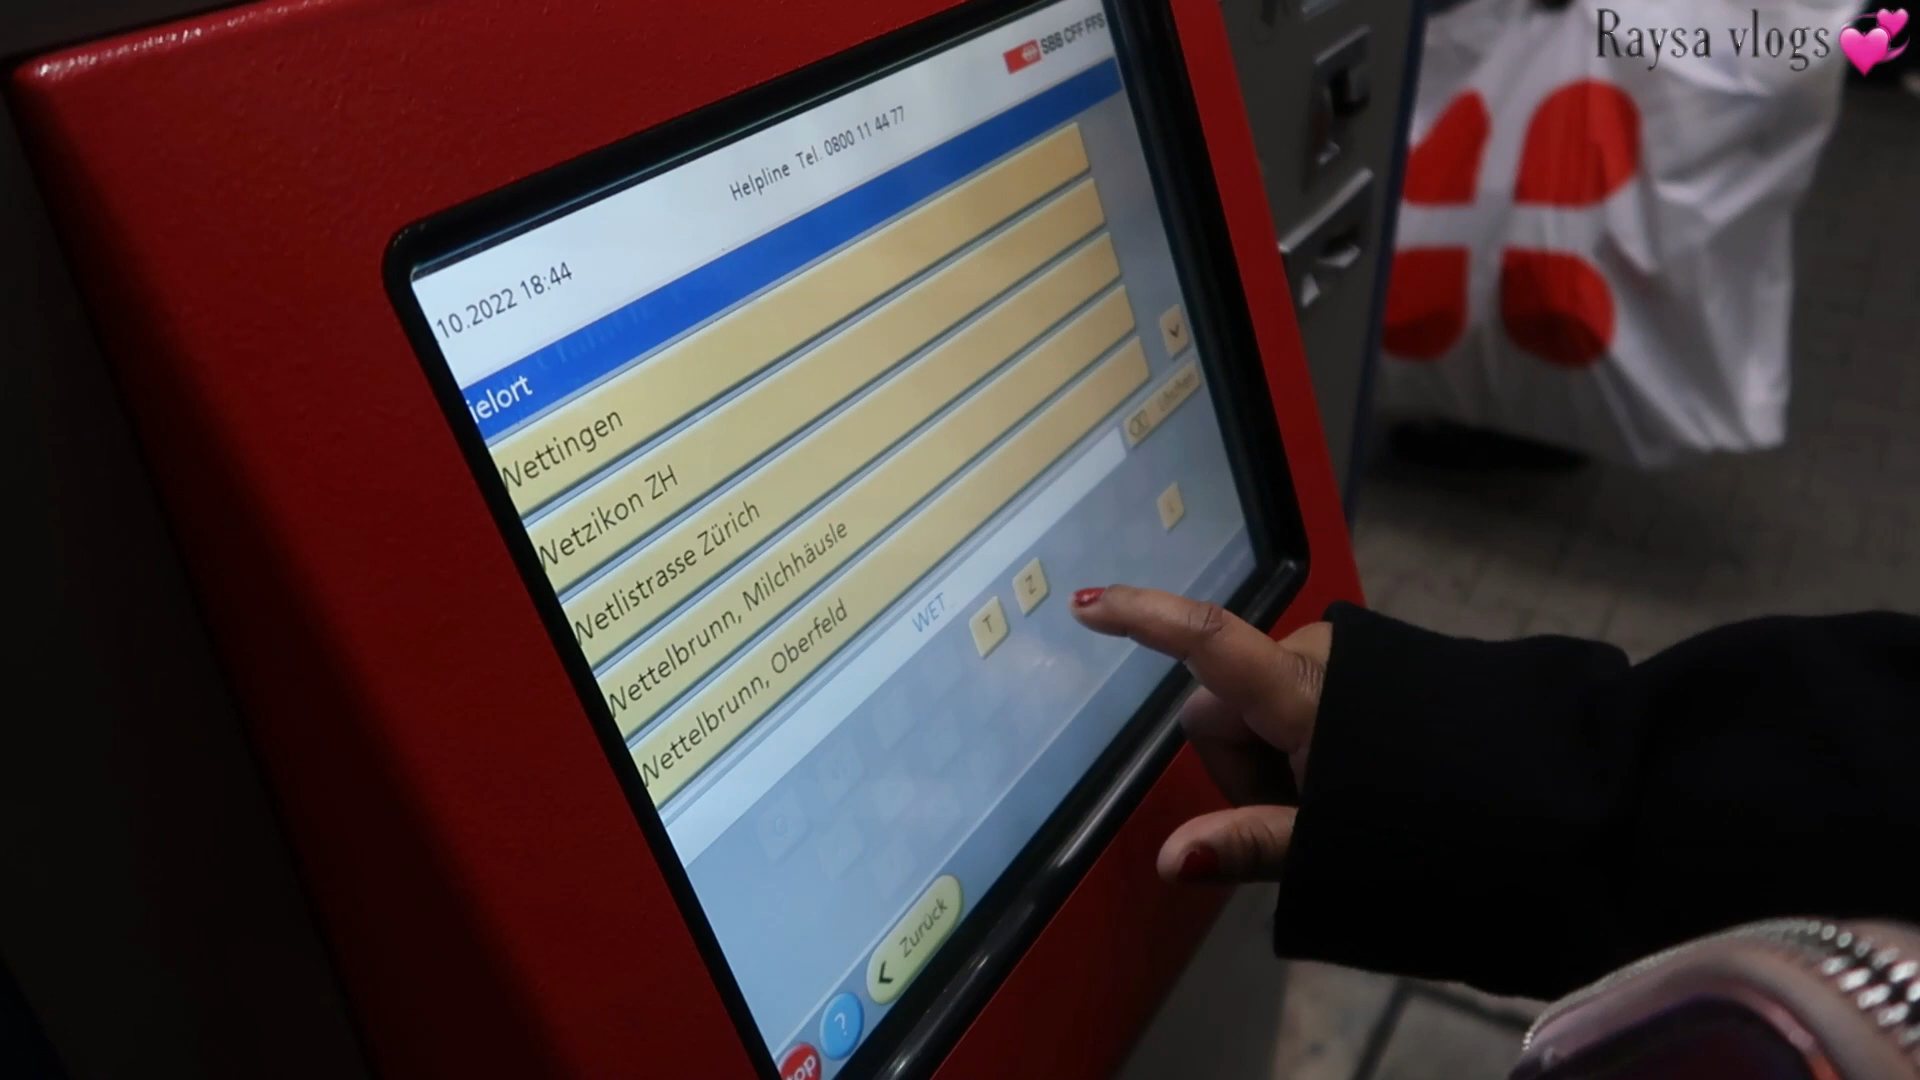 Raysa vlogs
SBB CFF FFS
Helpline Tel. 0800 11 44 77
10.2022 18:44
ielort
Wettingen
Wetzikon ZH
Wetlistrasse Zürich
Wettelbrunn, Milchhäusle
Wettelbrunn, Oberfeld
WET
T
Z
Zurück
?
top